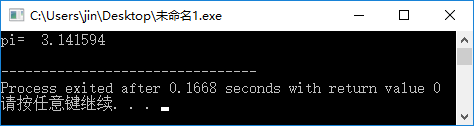 C:\Users\jin\Desktop\未命名1.exe
pi=  3.141594
--------------------------------
Process exited after 0.1668 seconds with return value 0
请按任意键继续. . .